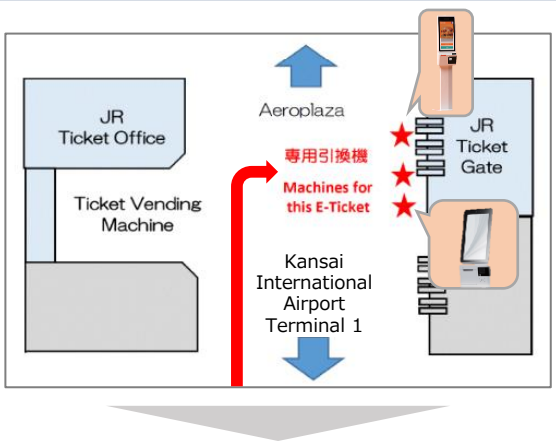 Aeroplaza
JR
Ticket Office
JR
Ticket
Gate
専用引換機
Machines for
this E-Ticket
Ticket Vending
Machine
Kansai
International
Airport
Terminal 1